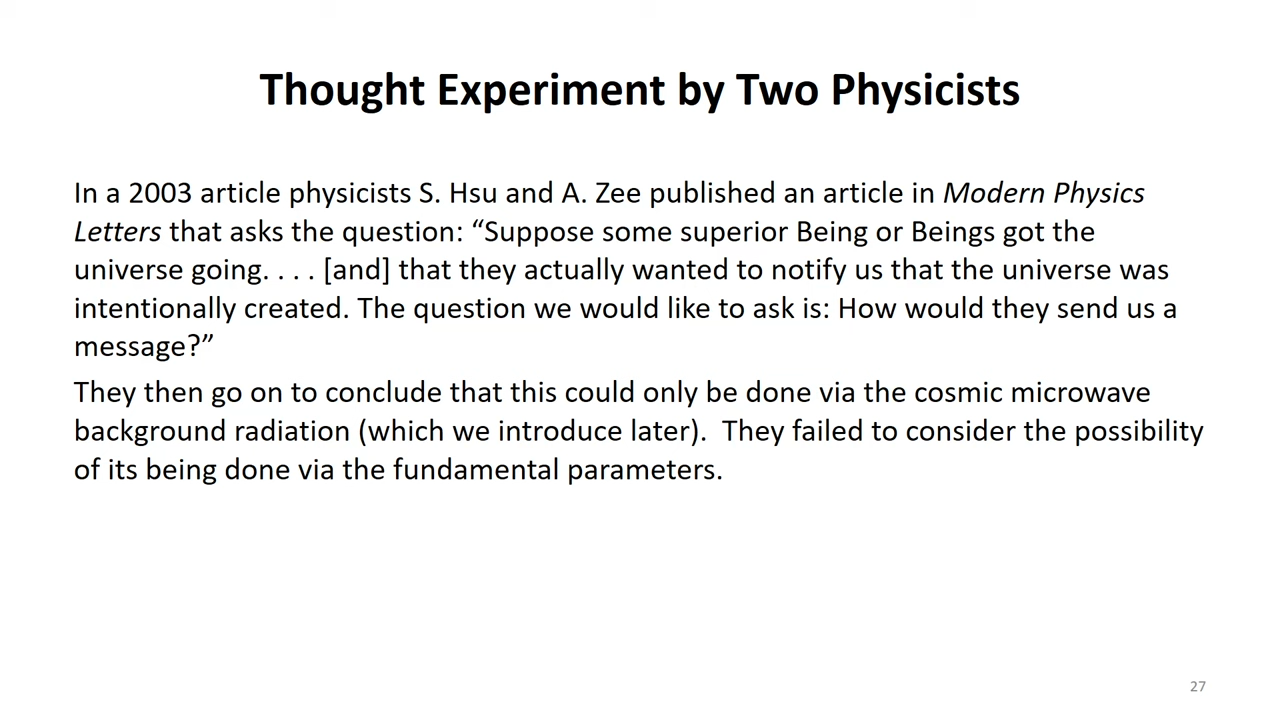 Thought Experiment by Two Physicists
In a 2003 article physicists S. Hsu and A. Zee published an article in Modern Physics
Letters that asks the question: “Suppose some superior Being or Beings got the
universe going. . . . [and] that they actually wanted to notify us that the universe was
intentionally created. The question we would like to ask is: How would they send us a
message?”
They then go on to conclude that this could only be done via the cosmic microwave
background radiation (which we introduce later).  They failed to consider the possibility
of its being done via the fundamental parameters.
27